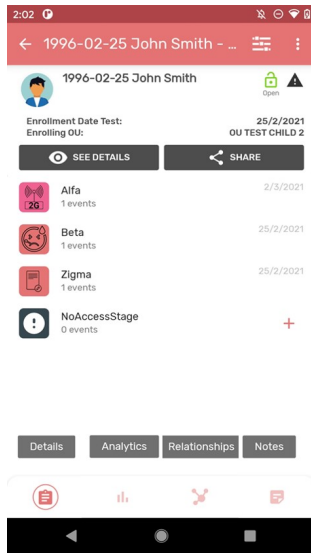 2:02
← 1996-02-25 John Smith - ...
1996-02-25 John Smith
Open
Enrollment Date Test: 25/2/2021
Enrolling OU: OU TEST CHILD 2
SEE DETAILS SHARE
2G
Alfa 2/3/2021
1 events
Beta 25/2/2021
1 events
Zigma 25/2/2021
1 events
NoAccessStage
0 events +
Details Analytics Relationships Notes